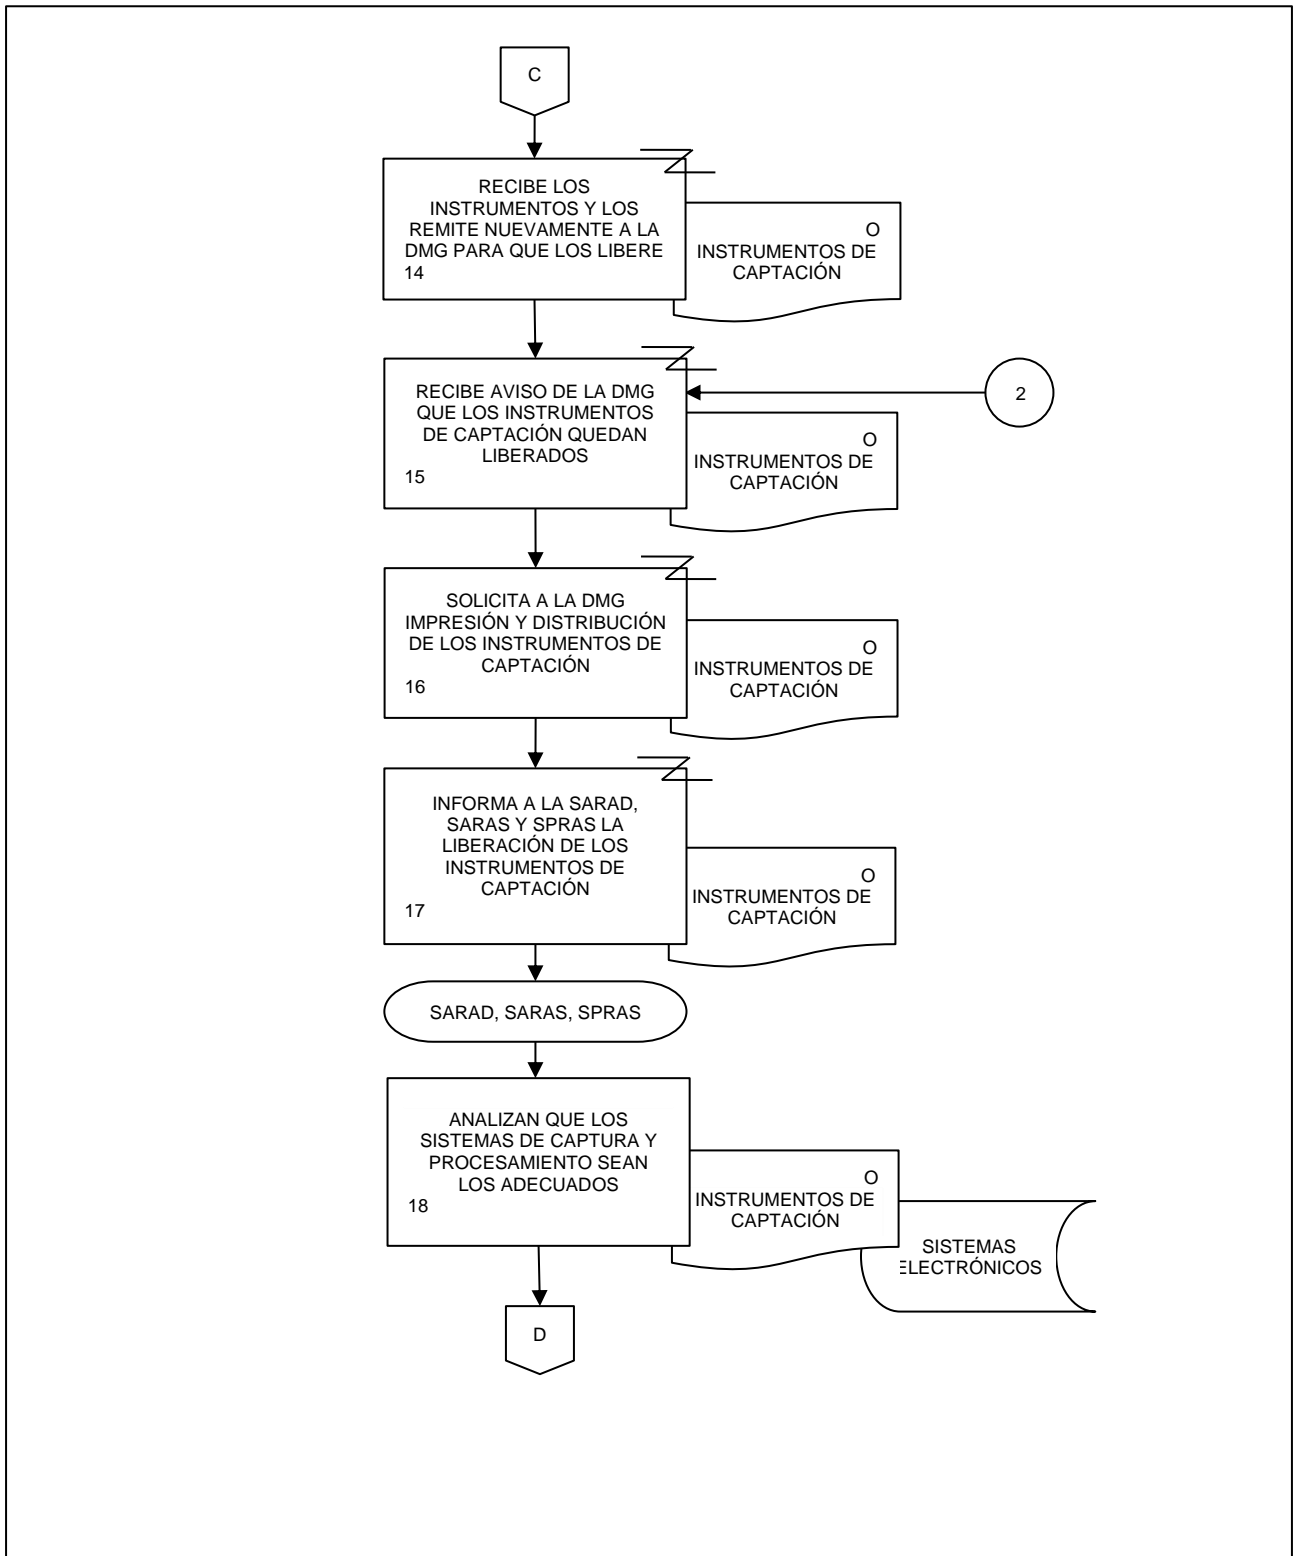 C
RECIBE LOS
INSTRUMENTOS Y LOS
REMITE NUEVAMENTE A LA
DMG PARA QUE LOS LIBERE
14
O
INSTRUMENTOS DE
CAPTACIÓN
RECIBE AVISO DE LA DMG
QUE LOS INSTRUMENTOS
DE CAPTACIÓN QUEDAN
LIBERADOS
15
2
O
INSTRUMENTOS DE
CAPTACIÓN
SOLICITA A LA DMG
IMPRESIÓN Y DISTRIBUCIÓN
DE LOS INSTRUMENTOS DE
CAPTACIÓN
16
O
INSTRUMENTOS DE
CAPTACIÓN
INFORMA A LA SARAD,
SARAS Y SPRAS LA
LIBERACIÓN DE LOS
INSTRUMENTOS DE
CAPTACIÓN
17
O
INSTRUMENTOS DE
CAPTACIÓN
SARAD, SARAS, SPRAS
ANALIZAN QUE LOS
SISTEMAS DE CAPTURA Y
PROCESAMIENTO SEAN
LOS ADECUADOS
18
O
INSTRUMENTOS DE
CAPTACIÓN
SISTEMAS
ELECTRÓNICOS
D